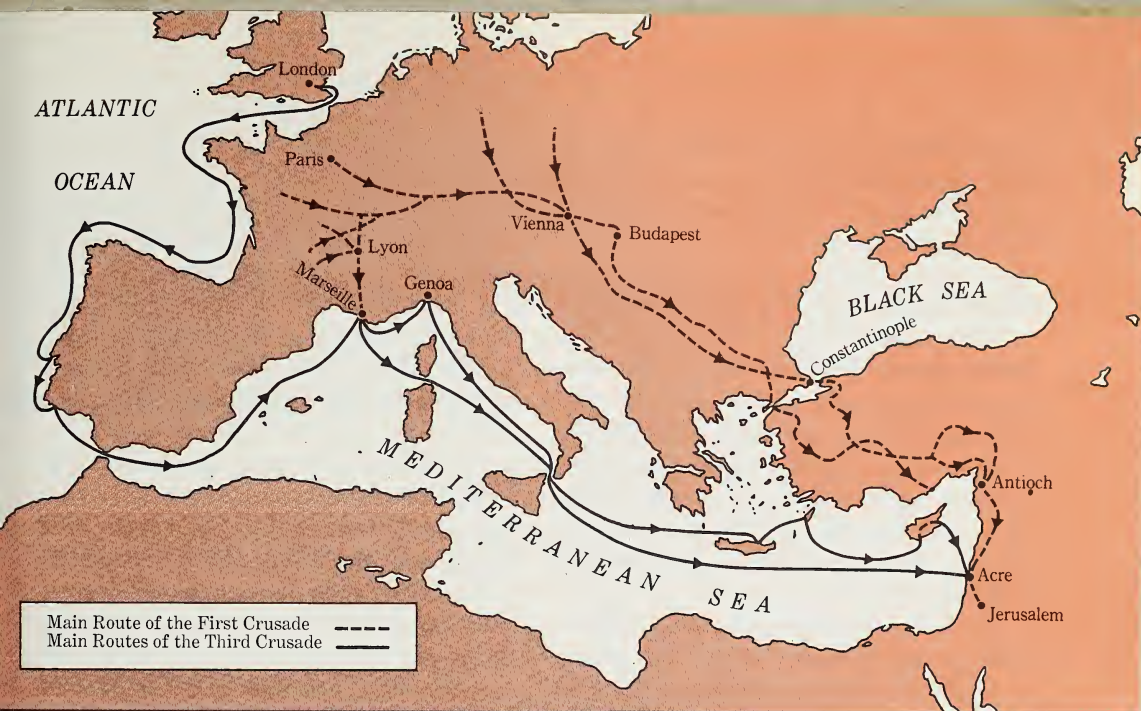 London
ATLANTIC
OCEAN
Paris
Vienna
Budapest
Lyon
Marseille
Genoa
BLACK SEA
Constantinople
MEDITERRANEAN SEA
Antioch
Acre
Jerusalem
Main Route of the First Crusade
Main Routes of the Third Crusade